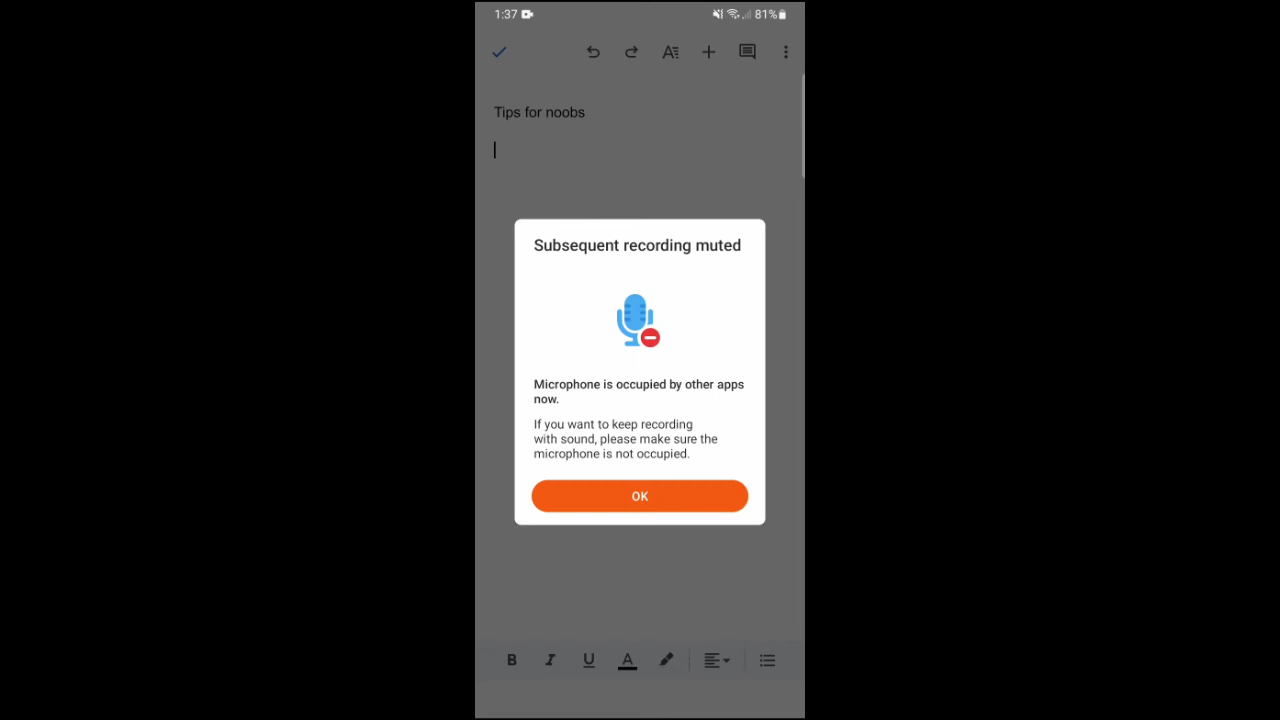 1:37 81%
Tips for noobs
Subsequent recording muted
Microphone is occupied by other apps
now.
If you want to keep recording
with sound, please make sure the
microphone is not occupied.
OK
B I U A